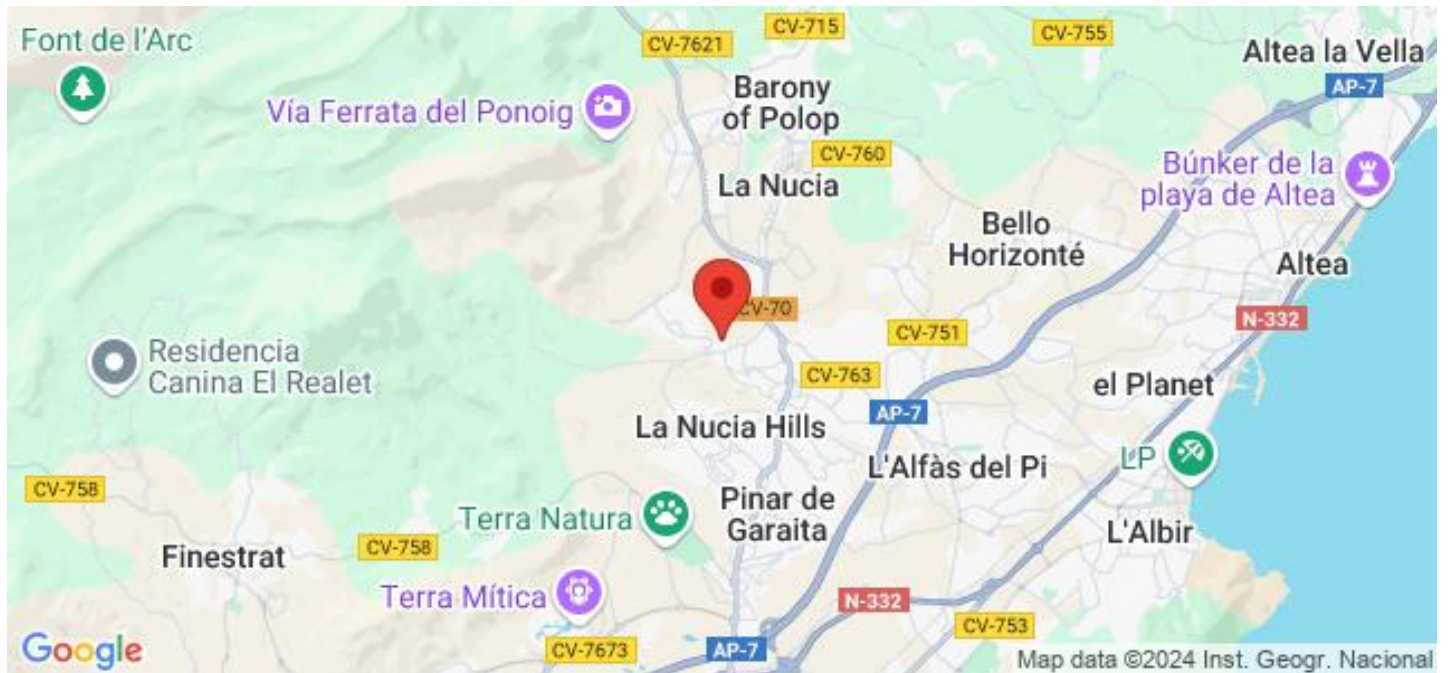 Font de l'Arc
CV-7621
CV-715
CV-755
Altea la Vella
AP-7
Vía Ferrata del Ponoig
Barony
of Polop
CV-760
La Nucia
Búnker de la
playa de Altea
Bello
Horizonté
Altea
CV-70
N-332
CV-751
Residencia
Canina El Realet
CV-763
el Planet
AP-7
La Nucia Hills
L'Alfàs del Pi
LP
CV-758
Terra Natura
Pinar de
Garaita
L'Albir
Finestrat
CV-758
Terra Mítica
N-332
CV-753
Google
CV-7673
AP-7
Map data ©2024 Inst. Geogr. Nacional